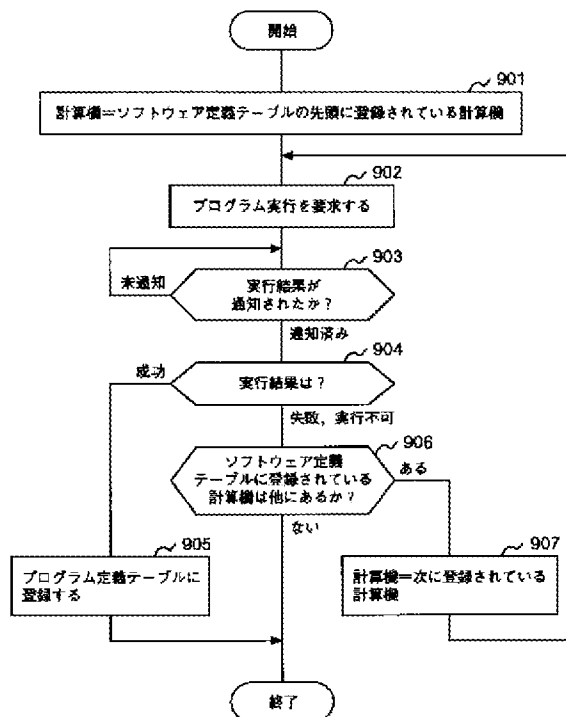 開始
901
計算機＝ソフトウェア定義テーブルの先頭に登録されている計算機
902
プログラム実行を要求する
903
未通知
実行結果が
通知されたか？
通知済み
904
成功
実行結果は？
失敗、実行不可
906
ソフトウェア定義
テーブルに登録されている
計算機は他にあるか？
ある
ない
905
プログラム定義テーブルに
登録する
907
計算機＝次に登録されている
計算機
終了